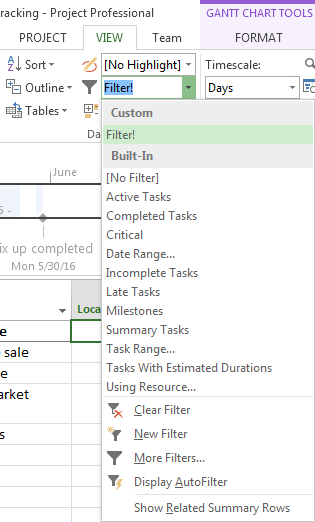 racking - Project Professional
GANTT CHART TOOLS
PROJECT VIEW Team FORMAT
Sort [No Highlight] Timescale:
Outline Filter! Days
Tables
Da
Custom
Filter!
Built-In
[No Filter]
Active Tasks
Completed Tasks
Critical
Date Range...
Incomplete Tasks
Late Tasks
Milestones
Summary Tasks
Task Range...
Tasks With Estimated Durations
Using Resource...
Clear Filter
New Filter
More Filters...
Display AutoFilter
Show Related Summary Rows
June
ix up completed
Mon 5/30/16
Loca
e
sale
e
arket
s